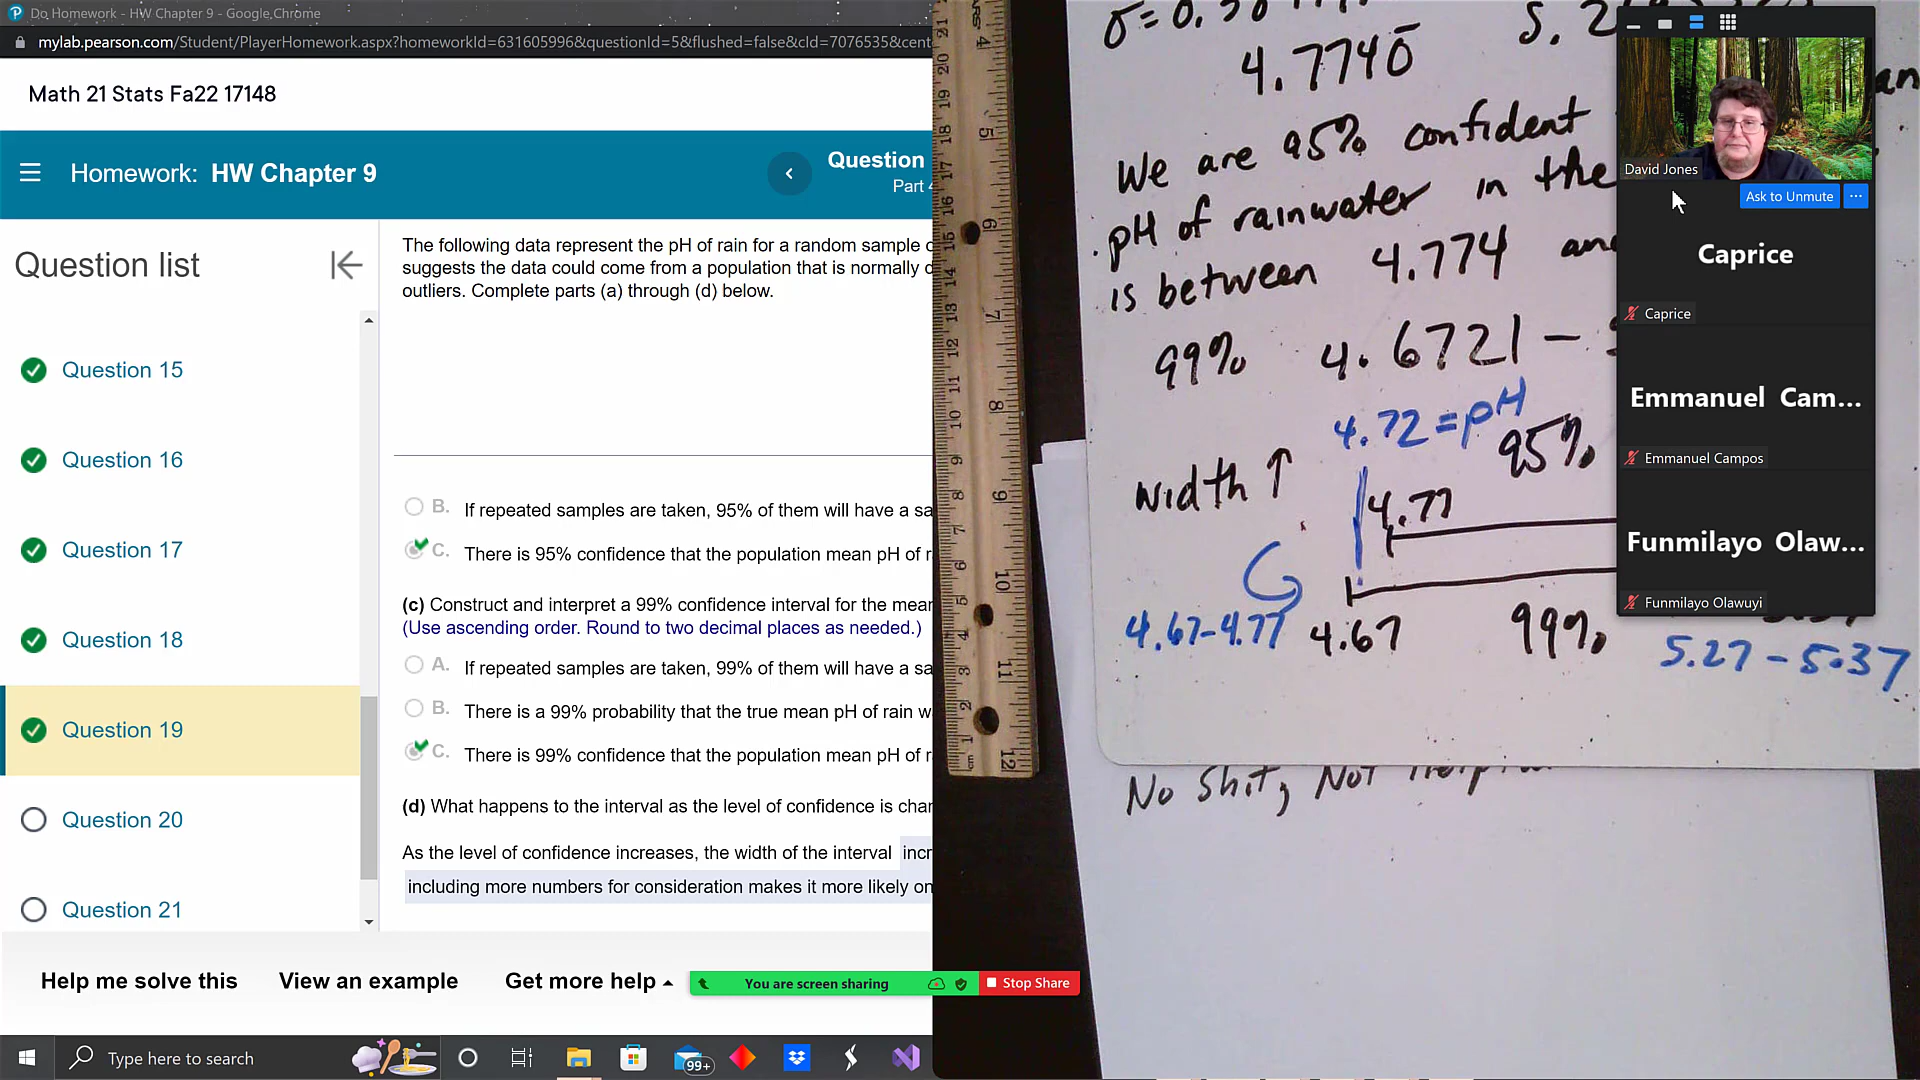 Do Homework - HW Chapter 9 - Google Chrome
mylab.pearson.com/Student/PlayerHomework.aspx?homeworkId=631605996&questionId=5&flushed=false&cId=7076535&cent
Math 21 Stats Fa22 17148
Homework: HW Chapter 9
Question
Part 4
Question list
Question 15
Question 16
Question 17
Question 18
Question 19
Question 20
Question 21
The following data represent the pH of rain for a random sample
suggests the data could come from a population that is normally
outliers. Complete parts (a) through (d) below.
B. If repeated samples are taken, 95% of them will have a sa
C. There is 95% confidence that the population mean pH of r
(c) Construct and interpret a 99% confidence interval for the mear
(Use ascending order. Round to two decimal places as needed.)
A. If repeated samples are taken, 99% of them will have a sa
B. There is a 99% probability that the true mean pH of rain w
C. There is 99% confidence that the population mean pH of r
(d) What happens to the interval as the level of confidence is char
As the level of confidence increases, the width of the interval incr
including more numbers for consideration makes it more likely on
Help me solve this
View an example
Get more help
You are screen sharing
Stop Share
Type here to search
99+
4.7740
We are 95% confident
pH of rainwater in the
is between 4.774 and
99% 4.6721 –
4.72 = pH
95%
width ↑
4.77
4.67-4.77
4.67
99%
5.27 - 5.37
No Shit, Not
David Jones
Ask to Unmute
Caprice
Caprice
Emmanuel Cam...
Emmanuel Campos
Funmilayo Olaw...
Funmilayo Olawuyi